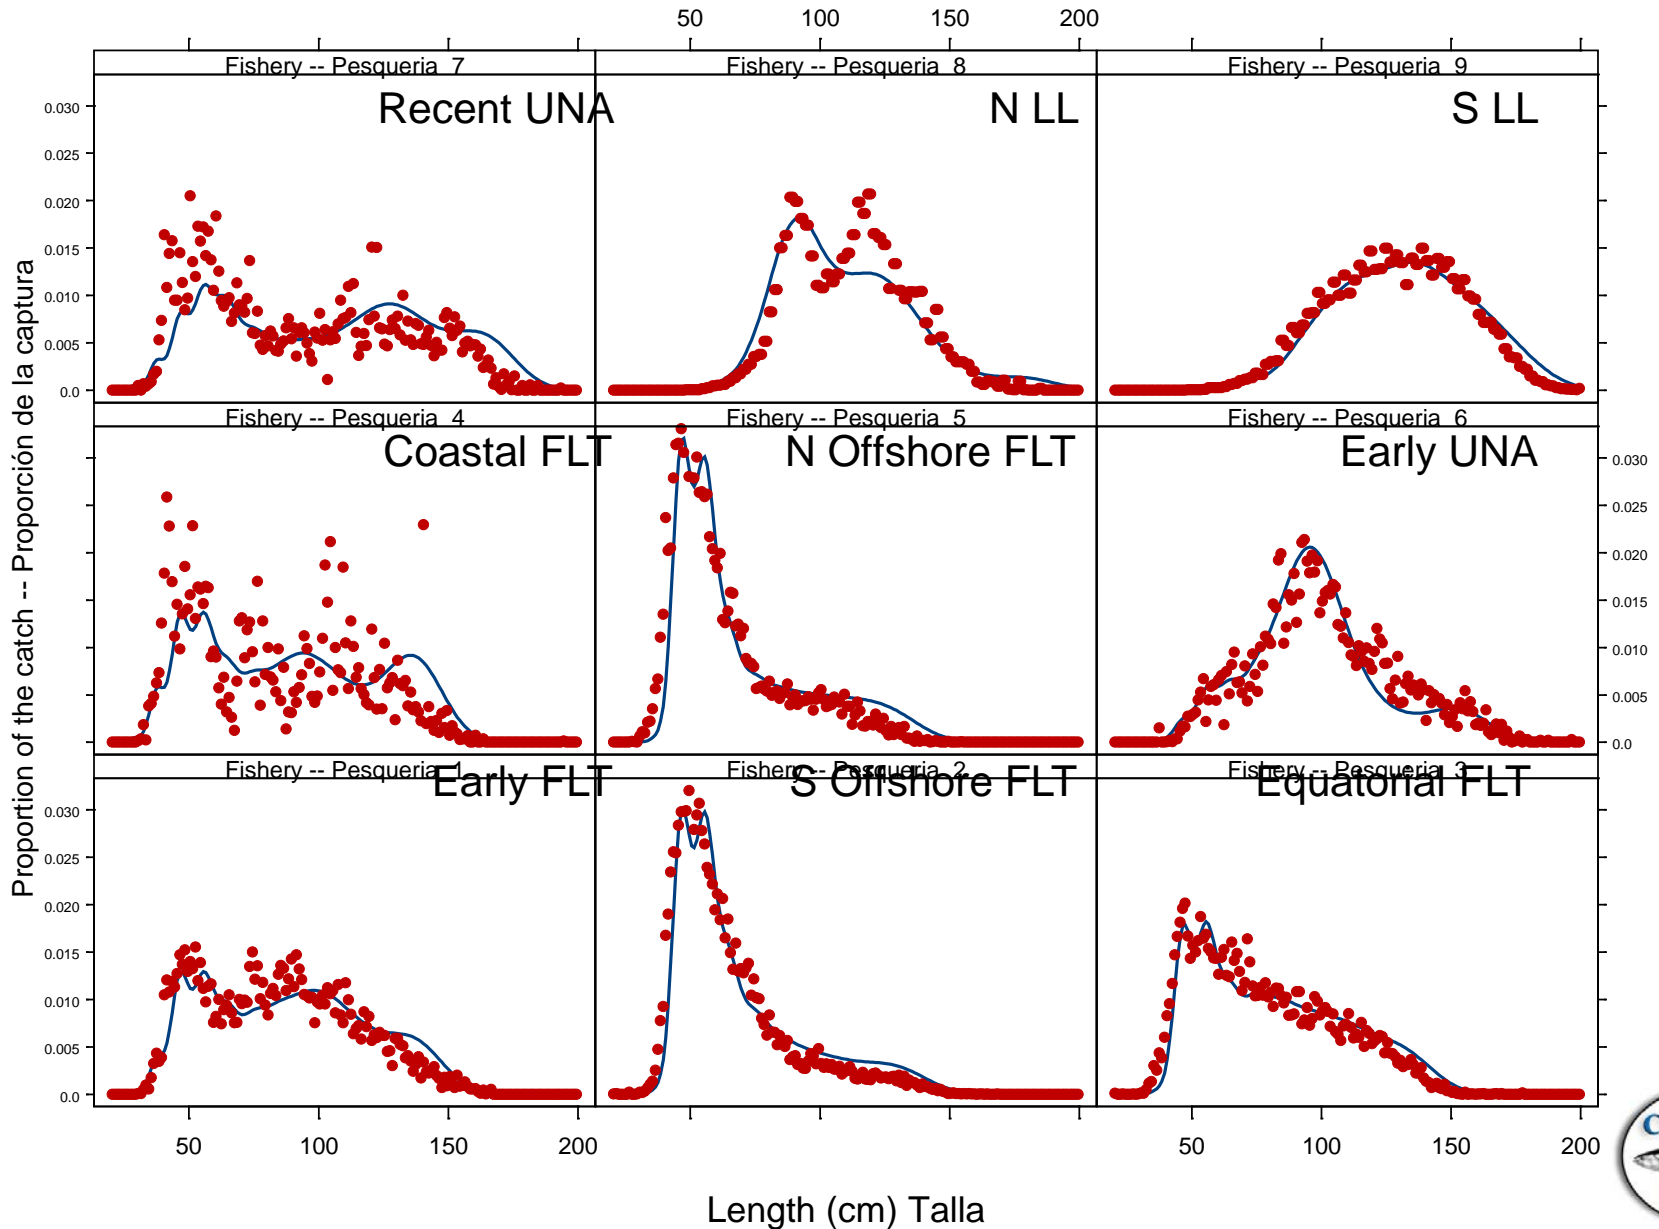 50 100 150 200
Fishery -- Pesqueria 7 Fishery -- Pesqueria 8 Fishery -- Pesqueria 9
Recent UNA N LL S LL
0.030
0.025
0.020
0.015
0.010
0.005
0.0
Fishery -- Pesqueria 4 Fishery -- Pesqueria 5 Fishery -- Pesqueria 6
Coastal FLT N Offshore FLT Early UNA
0.030
0.025
0.020
0.015
0.010
0.005
0.0
Fishery -- Pesqueria 1 Fishery -- Pesqueria 2 Fishery -- Pesqueria 3
Early FLT S Offshore FLT Equatorial FLT
0.030
0.025
0.020
0.015
0.010
0.005
0.0
50 100 150 200 50 100 150 200
Proportion of the catch -- Proporción de la captura
Length (cm) Talla